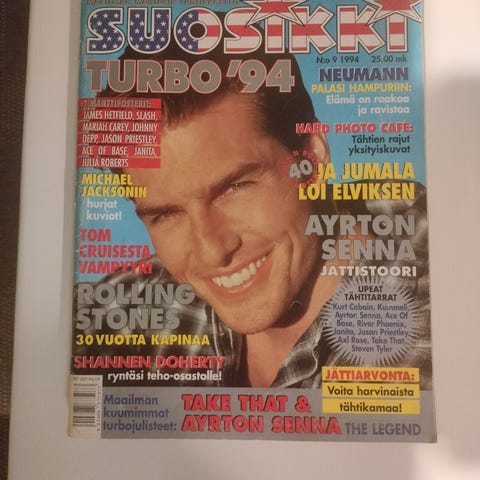 SUOSIKKI
N:o 9 1994 25,00 mk
TURBO '94
NEUMANN
PALASI HAMPURIIN:
Elämä on raakaa
ja ravistaa
TIMANTTIPOSTERIT:
JAMES HETFIELD, SLASH,
MARIAH CAREY, JOHNNY
DEPP, JASON PRIESTLEY,
ACE OF BASE, JANITA,
JULIA ROBERTS
HARD PHOTO CAFÉ:
Tähtien rajut
yksityiskuvat
40
JA JUMALA
LOI ELVIKSEN
MICHAEL
JACKSONIN
hurjat
kuviot!
AYRTON
SENNA
JÄTTISTOORI
TOM
CRUISESTA
VAMPYYRI
UPEAT
TÄHTITARRAT
Kurt Cobain, Kummeli,
Ayrton Senna, Ace Of
Base, River Phoenix,
Janita, Jason Priestley,
Axl Rose, Take That,
Steven Tyler
ROLLING
STONES
30 VUOTTA KAPINAA
SHANNEN DOHERTY
ryntäsi teho-osastolle!
JÄTTIARVONTA:
Voita harvinaista
tähtikamaa!
Maailman
kuumimmat
turbojulisteet:
TAKE THAT &
AYRTON SENNA THE LEGEND